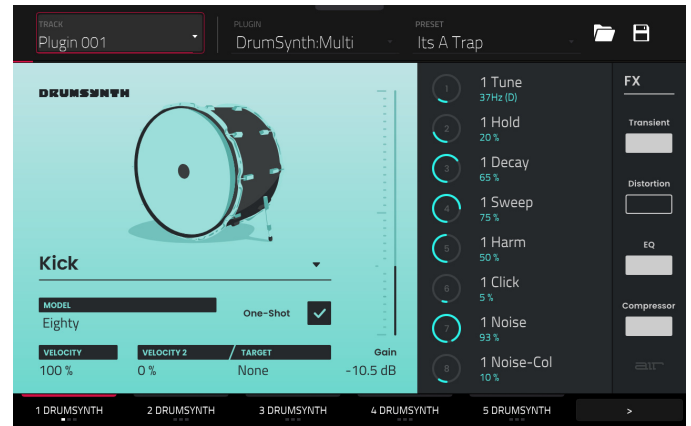 TRACK
Plugin 001
PLUGIN
DrumSynth:Multi
PRESET
Its A Trap
DRUMSYNTH
Kick
MODEL
Eighty
One-Shot
VELOCITY
100 %
VELOCITY 2
0 %
TARGET
None
Gain
-10.5 dB
1
1 Tune
37Hz (D)
2
1 Hold
20 %
3
1 Decay
65 %
4
1 Sweep
75 %
5
1 Harm
50 %
6
1 Click
5 %
7
1 Noise
93 %
8
1 Noise-Col
10 %
FX
Transient
Distortion
EQ
Compressor
air
1 DRUMSYNTH
2 DRUMSYNTH
3 DRUMSYNTH
4 DRUMSYNTH
5 DRUMSYNTH
>